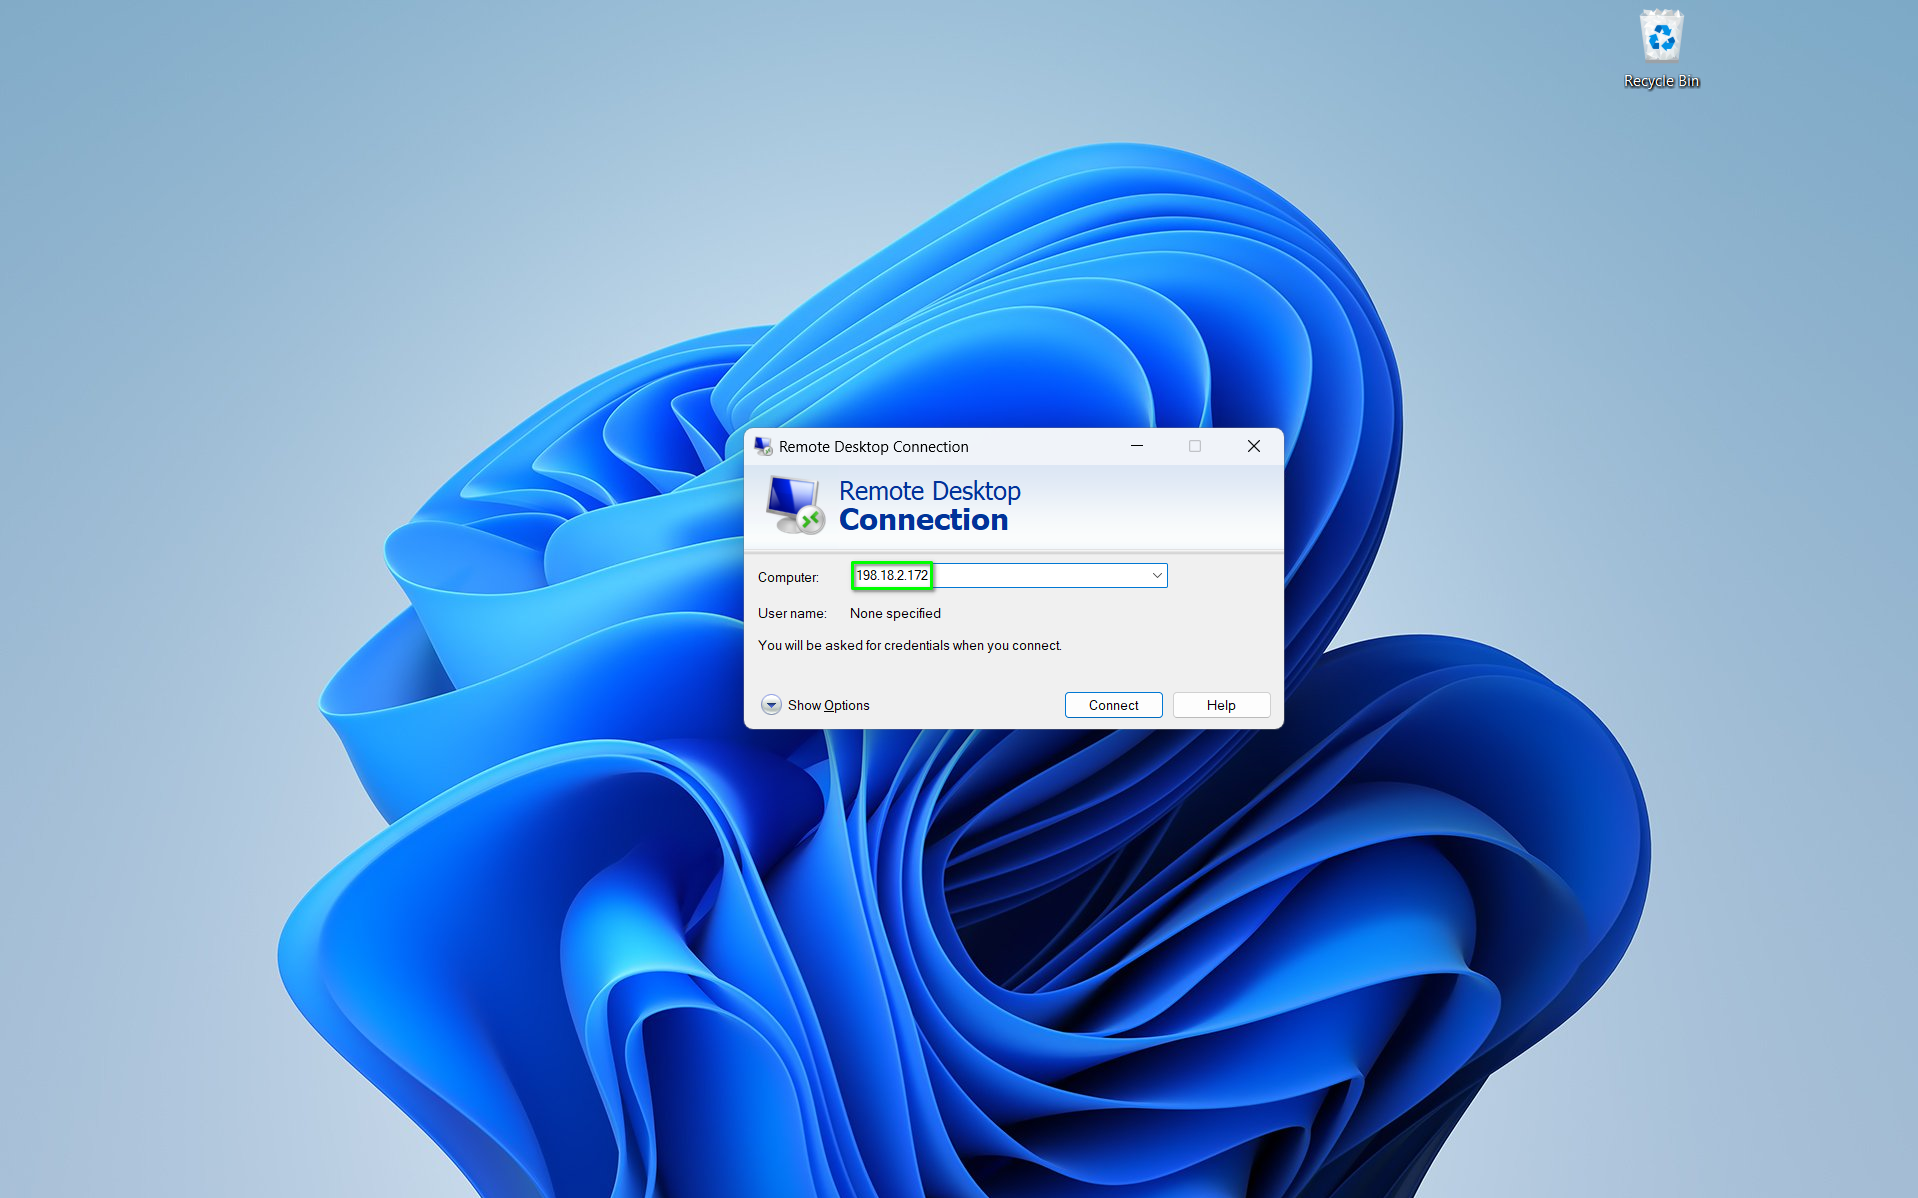 Recycle Bin
Remote Desktop Connection
Remote Desktop
Connection
Computer: 198.18.2.172
User name: None specified
You will be asked for credentials when you connect.
Show Options Connect Help